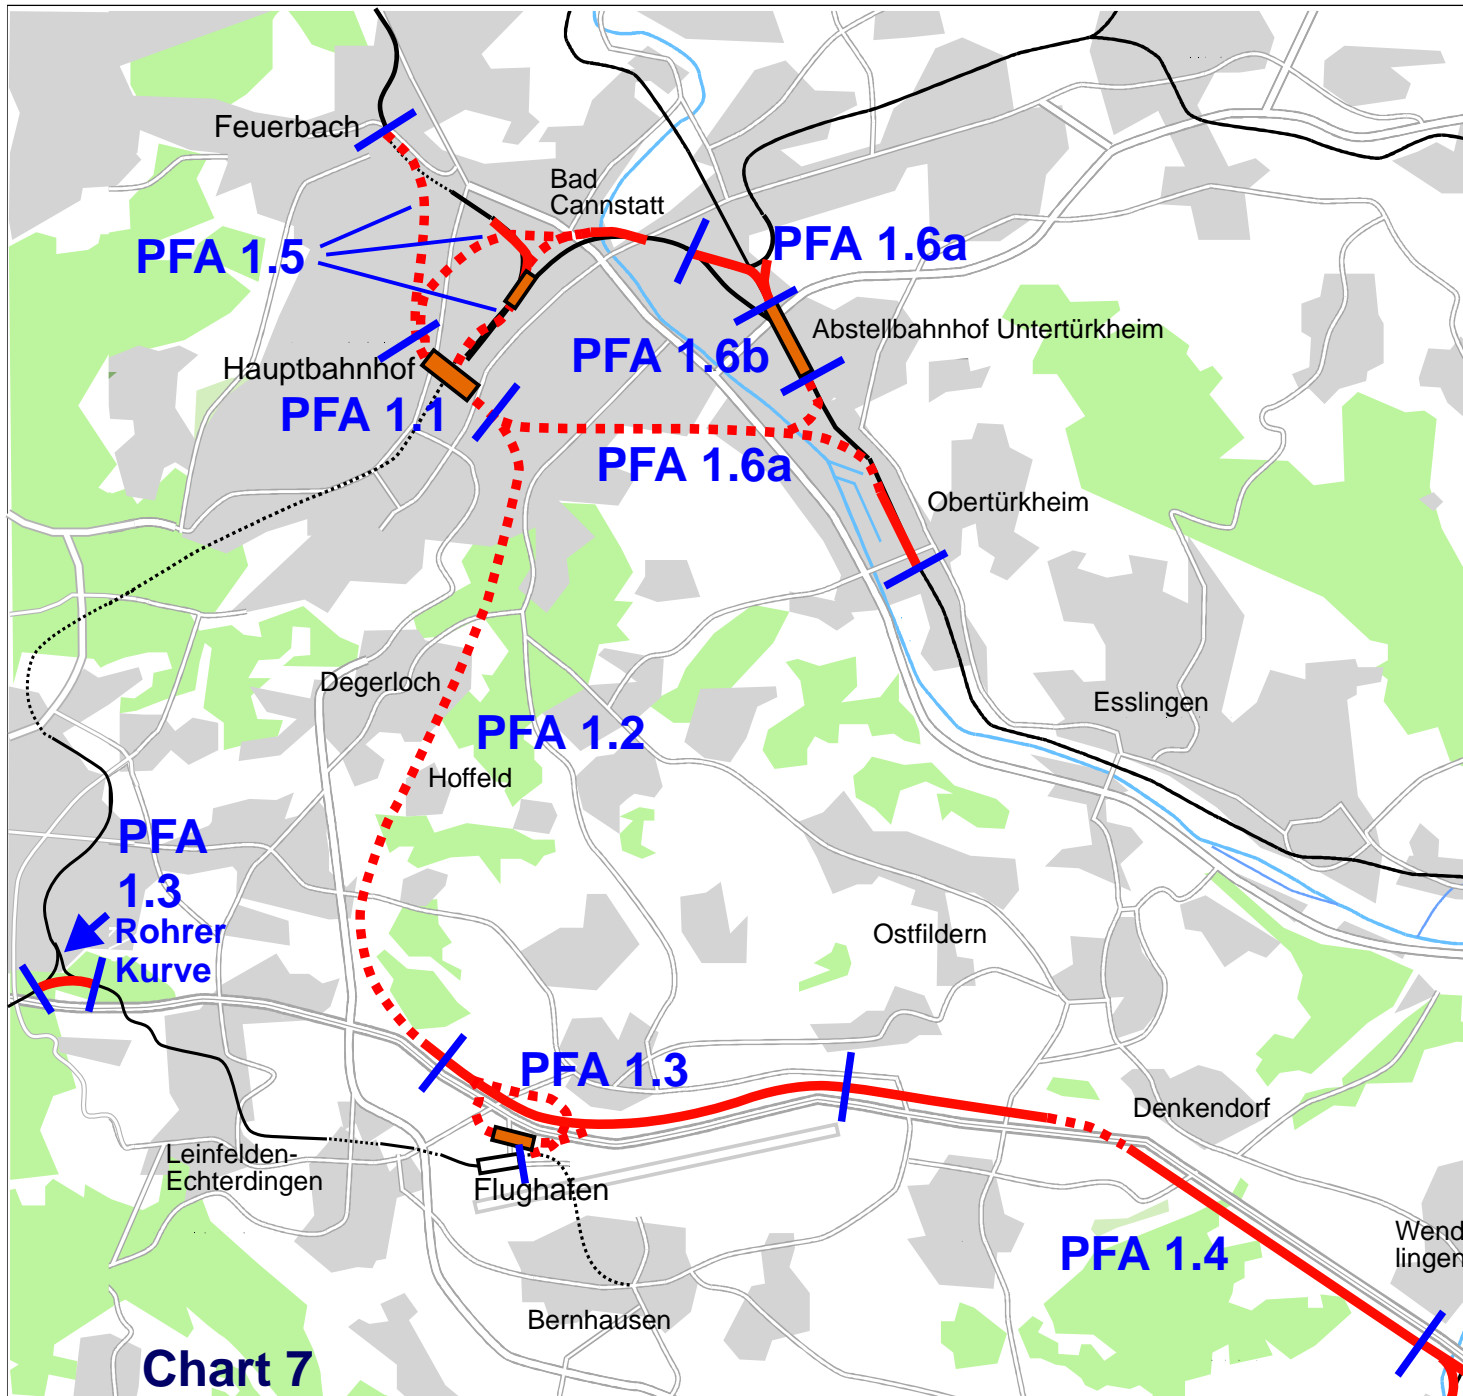 Feuerbach
Bad
Cannstatt
PFA 1.5
PFA 1.6a
Abstellbahnhof Untertürkheim
PFA 1.6b
Hauptbahnhof
PFA 1.1
PFA 1.6a
Obertürkheim
Degerloch
PFA 1.2
Esslingen
Hoffeld
PFA
1.3
Rohrer
Kurve
Ostfildern
PFA 1.3
Denkendorf
Leinfelden-
Echterdingen
Flughafen
Wend
lingen
PFA 1.4
Bernhausen
Chart 7